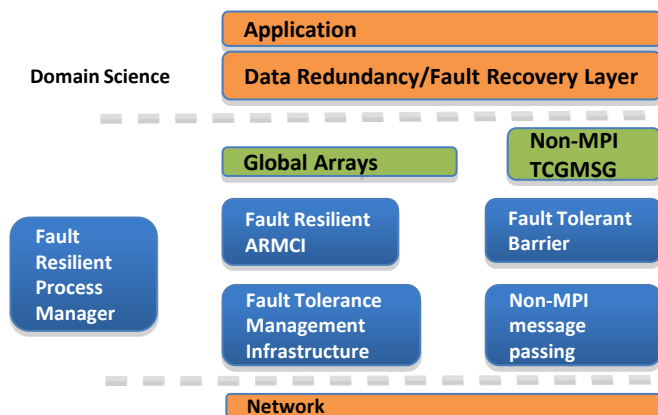 Application
Domain Science
Data Redundancy/Fault Recovery Layer
Global Arrays
Non-MPI
TCGMSG
Fault
Resilient
Process
Manager
Fault Resilient
ARMCI
Fault Tolerant
Barrier
Fault Tolerance
Management
Infrastructure
Non-MPI
message
passing
Network